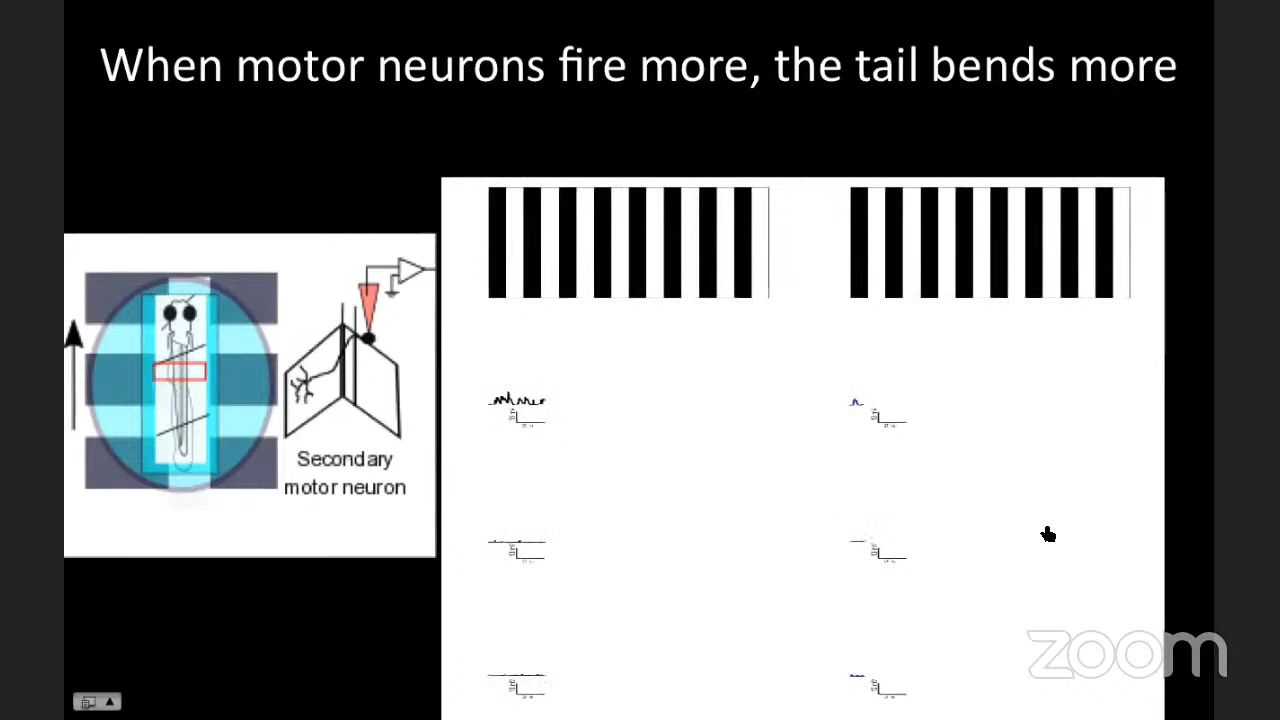 When motor neurons fire more, the tail bends more
Secondary
motor neuron
zoom